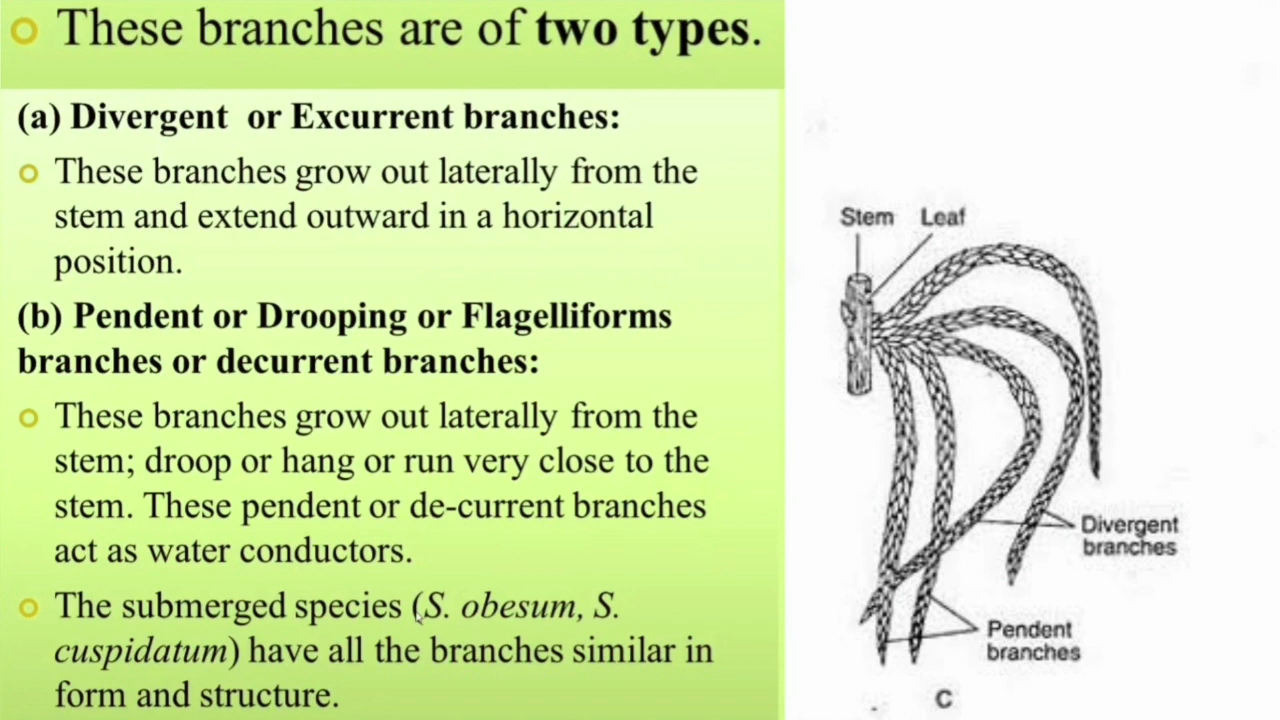 These branches are of two types.
(a) Divergent or Excurrent branches:
These branches grow out laterally from the
stem and extend outward in a horizontal
position.
(b) Pendent or Drooping or Flagelliforms
branches or decurrent branches:
These branches grow out laterally from the
stem; droop or hang or run very close to the
stem. These pendent or de-current branches
act as water conductors.
The submerged species (S. obesum, S.
cuspidatum) have all the branches similar in
form and structure.
Stem Leaf
Divergent
branches
Pendent
branches
C